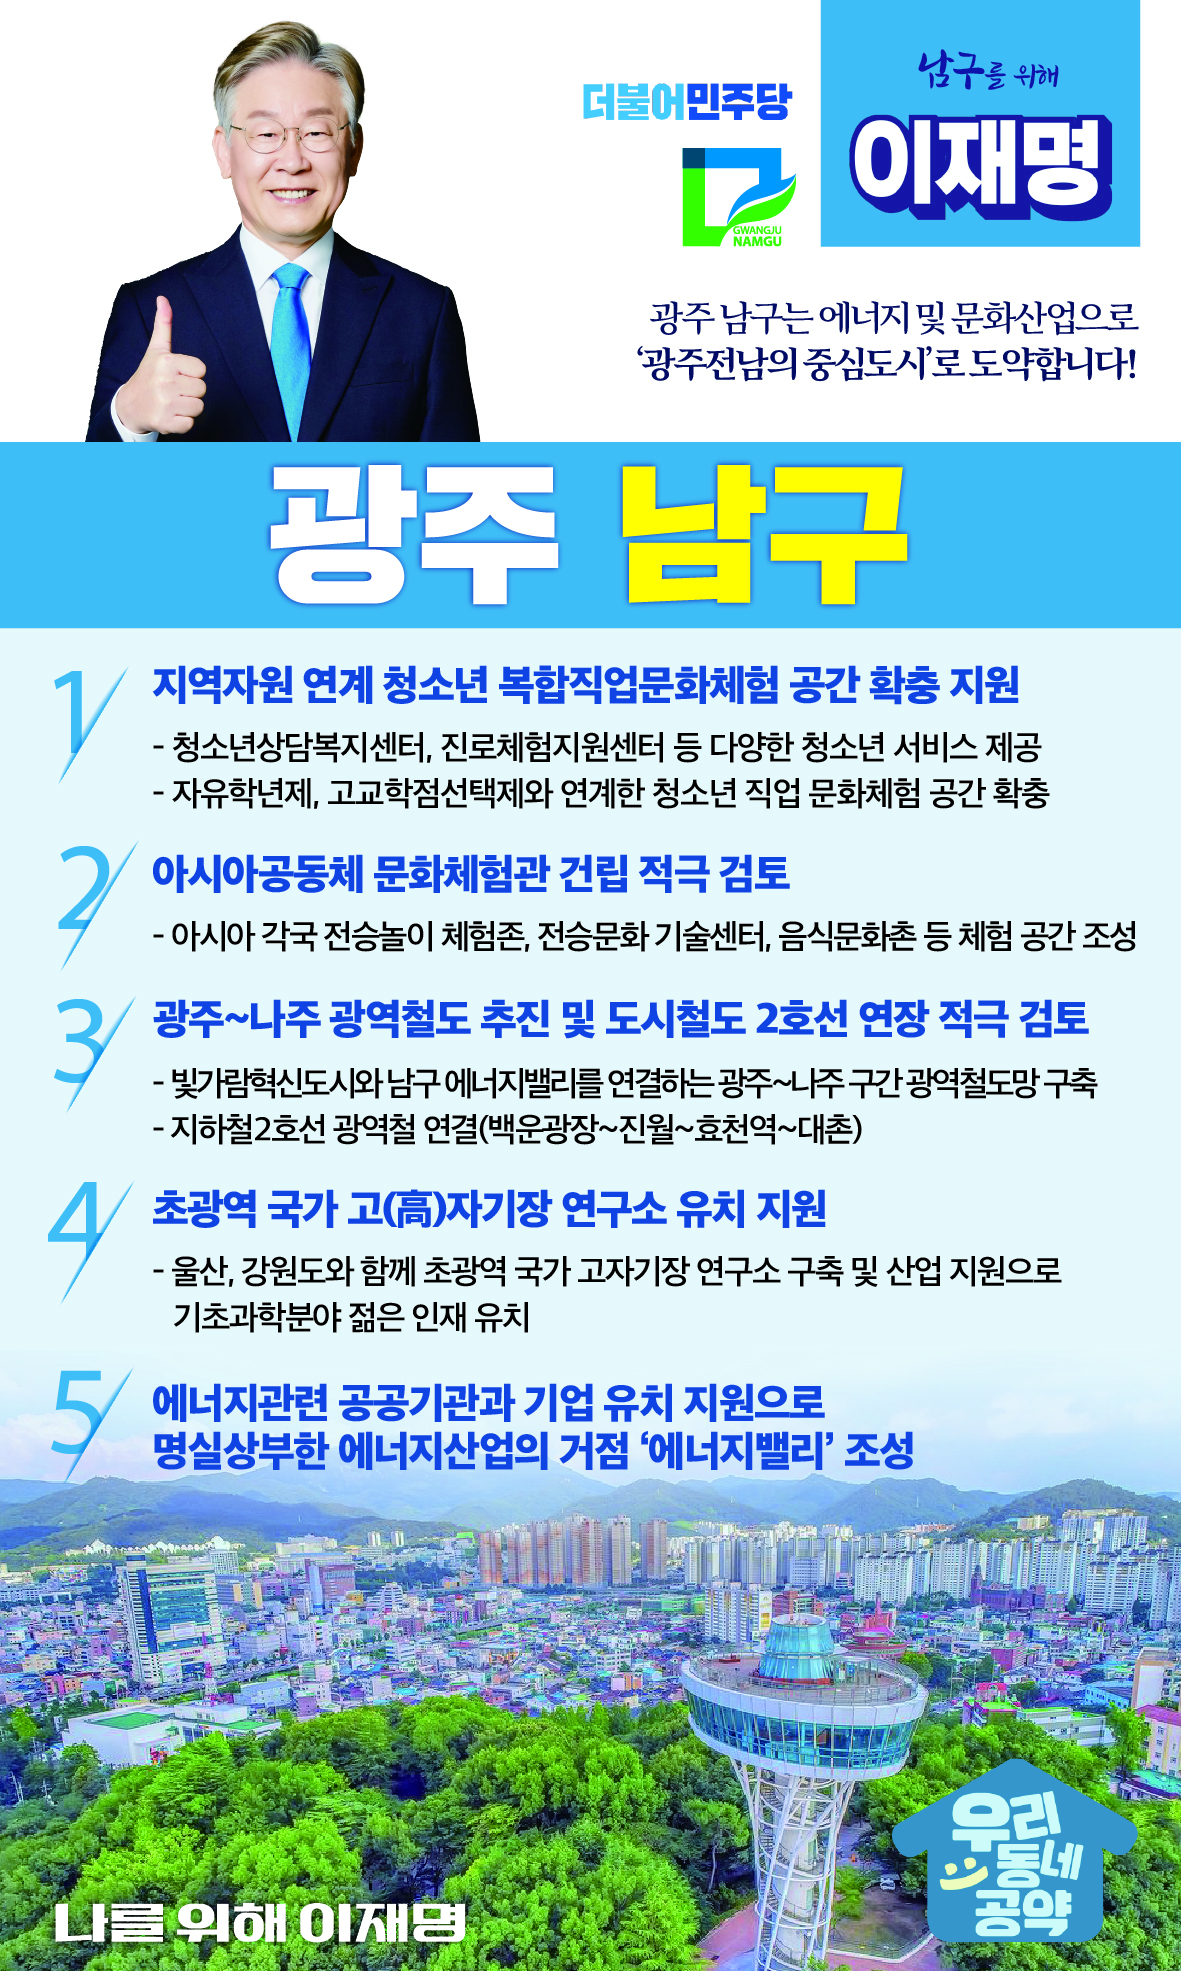 더불어민주당
GWANGJU
NAMGU
남구를 위해
이재명
광주 남구는 에너지 및 문화산업으로
‘광주전남의 중심도시’로 도약합니다!
광주 남구
1 지역자원 연계 청소년 복합직업문화체험 공간 확충 지원
- 청소년상담복지센터, 진로체험지원센터 등 다양한 청소년 서비스 제공
- 자유학년제, 고교학점선택제와 연계한 청소년 직업 문화체험 공간 확충
2 아시아공동체 문화체험관 건립 적극 검토
- 아시아 각국 전승놀이 체험존, 전승문화 기술센터, 음식문화촌 등 체험 공간 조성
3 광주~나주 광역철도 추진 및 도시철도 2호선 연장 적극 검토
- 빛가람혁신도시와 남구 에너지밸리를 연결하는 광주~나주 구간 광역철도망 구축
- 지하철2호선 광역철 연결(백운광장~진월~효천역~대촌)
4 초광역 국가 고(高)자기장 연구소 유치 지원
- 울산, 강원도와 함께 초광역 국가 고자기장 연구소 구축 및 산업 지원으로
기초과학분야 젊은 인재 유치
5 에너지관련 공공기관과 기업 유치 지원으로
명실상부한 에너지산업의 거점 ‘에너지밸리’ 조성
우리
동네
공약
나를 위해 이재명